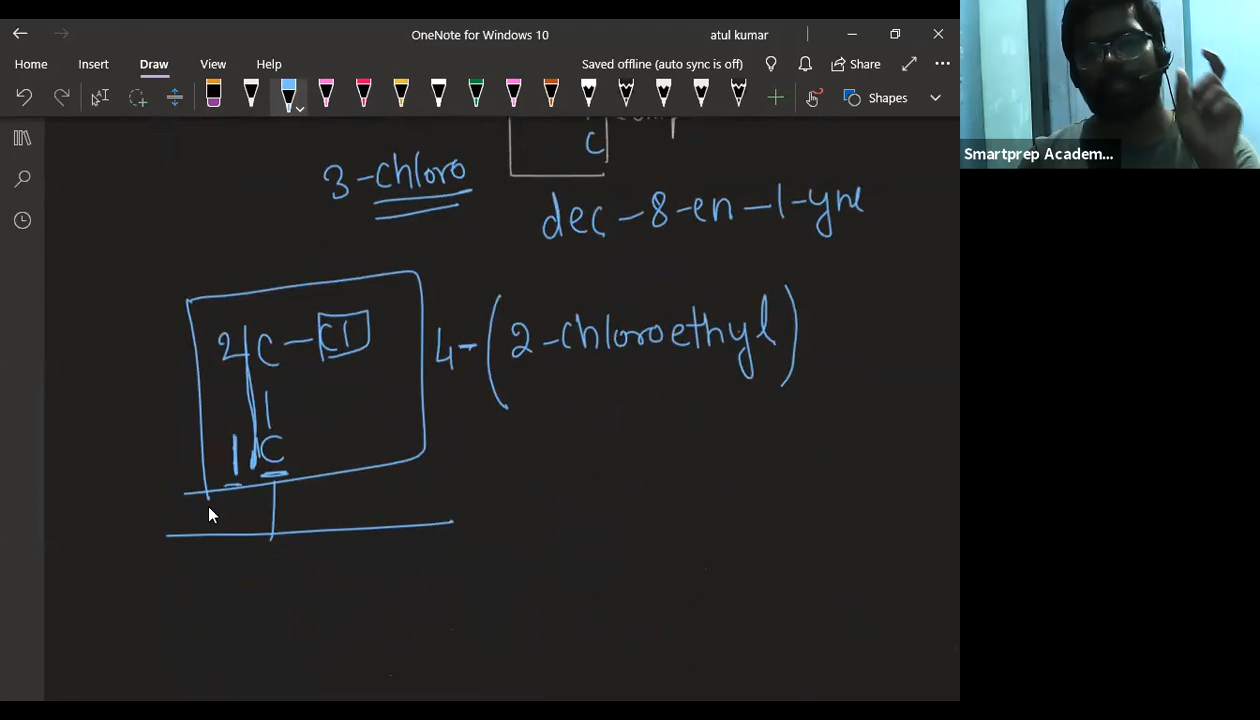 OneNote for Windows 10
atul kumar
Home Insert Draw View Help
Saved offline (auto sync is off)
Share
Shapes
Smartprep Academ...
C
3-chloro
dec-8-en-1-yne
2 C-Cl
4-(2-chloroethyl)
1 C